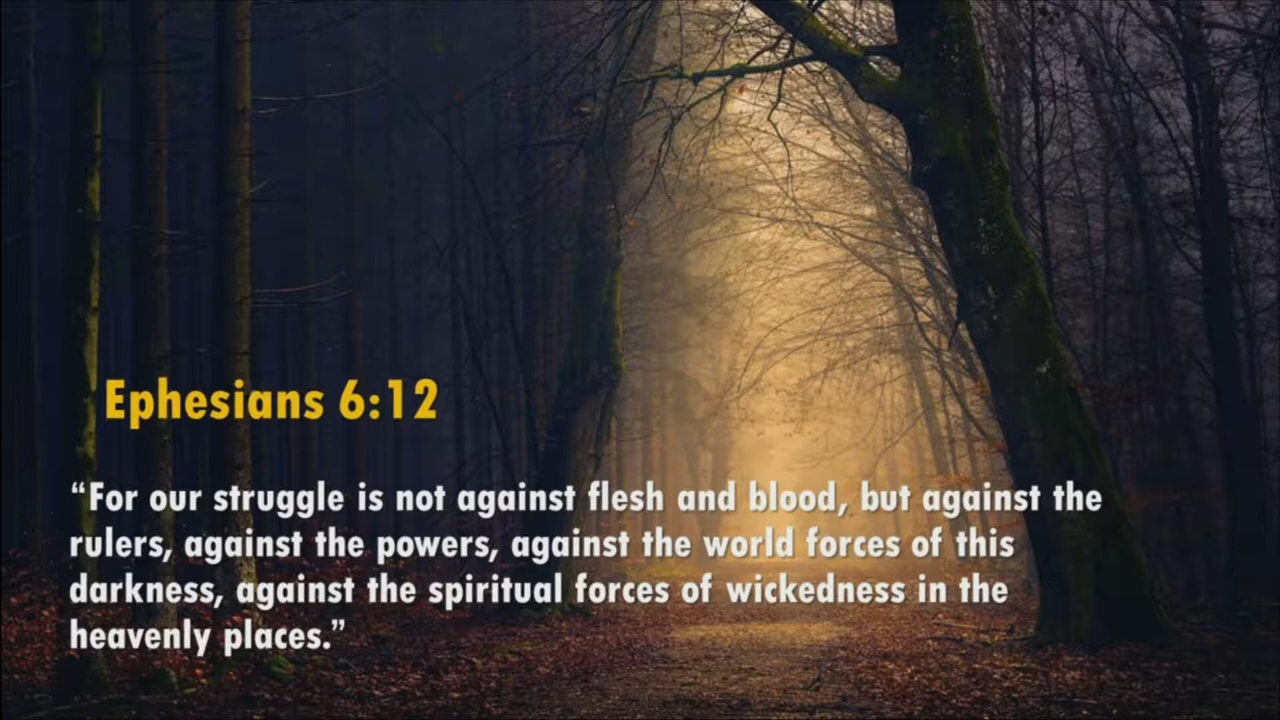 Ephesians 6:12
“For our struggle is not against flesh and blood, but against the
rulers, against the powers, against the world forces of this
darkness, against the spiritual forces of wickedness in the
heavenly places.”